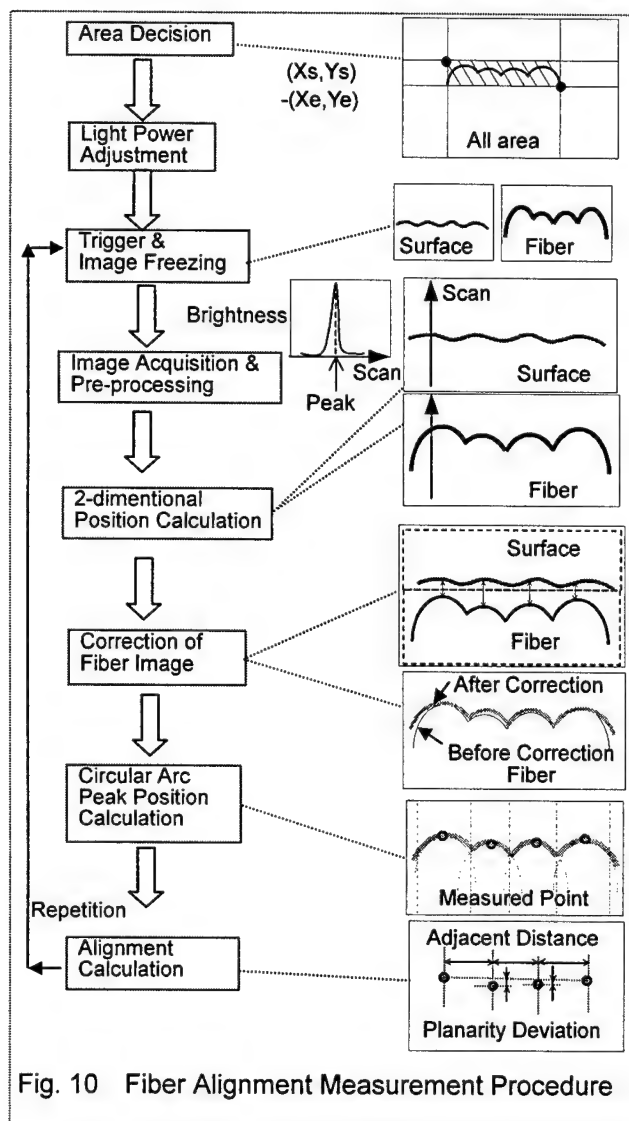 Area Decision
(Xs,Ys)
-(Xe,Ye)
All area
Light Power
Adjustment
Trigger &
Image Freezing
Surface
Fiber
Brightness
Scan
Peak
Scan
Surface
Image Acquisition &
Pre-processing
Fiber
2-dimentional
Position Calculation
Surface
Fiber
Correction of
Fiber Image
After Correction
Before Correction
Fiber
Circular Arc
Peak Position
Calculation
Measured Point
Repetition
Alignment
Calculation
Adjacent Distance
Planarity Deviation
Fig. 10 Fiber Alignment Measurement Procedure